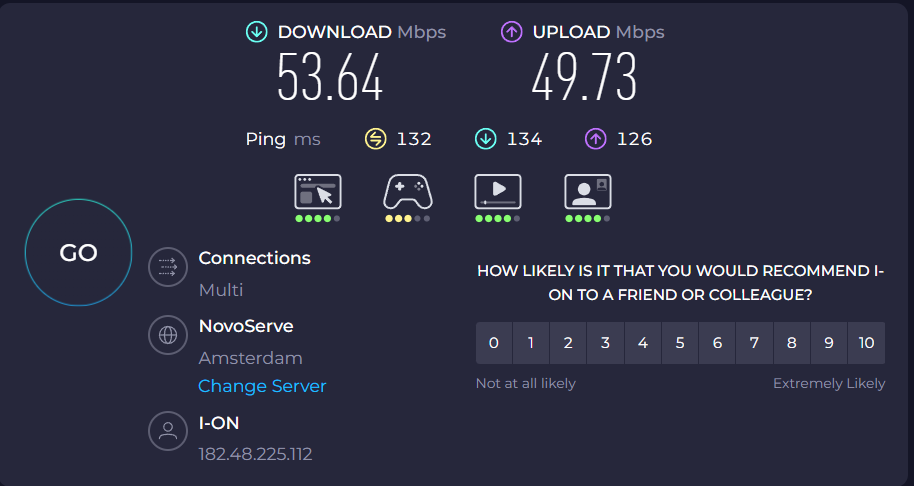 DOWNLOAD Mbps
UPLOAD Mbps
53.64
49.73
Ping ms 132 134 126
GO
Connections
Multi
NovoServe
Amsterdam
Change Server
I-ON
182.48.225.112
HOW LIKELY IS IT THAT YOU WOULD RECOMMEND I-
ON TO A FRIEND OR COLLEAGUE?
0 1 2 3 4 5 6 7 8 9 10
Not at all likely
Extremely Likely